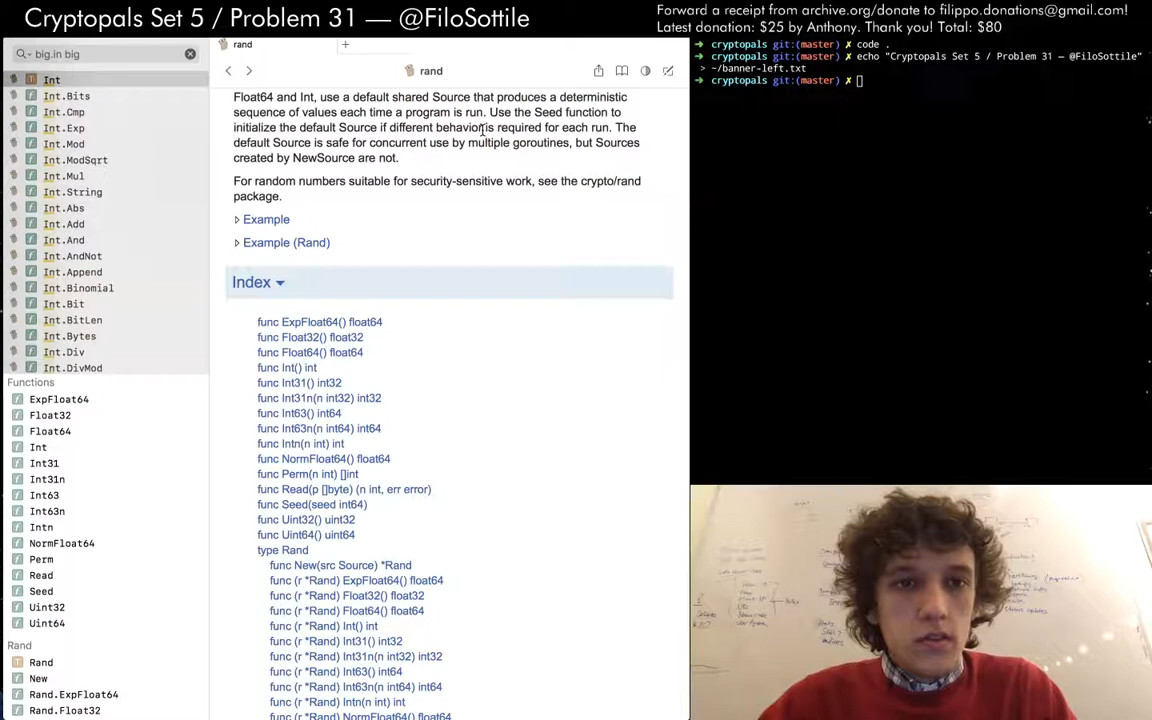 Cryptopals Set 5 / Problem 31 — @FiloSottile
Forward a receipt from archive.org/donate to filippo.donations@gmail.com!
Latest donation: $25 by Anthony. Thank you! Total: $80
big.in big
Int
Int.Bits
Int.Cmp
Int.Exp
Int.Mod
Int.ModSqrt
Int.Mul
Int.String
Int.Abs
Int.Add
Int.And
Int.AndNot
Int.Append
Int.Binomial
Int.Bit
Int.BitLen
Int.Bytes
Int.Div
Int.DivMod
Functions
ExpFloat64
Float32
Float64
Int
Int31
Int31n
Int63
Int63n
Intn
NormFloat64
Perm
Read
Seed
Uint32
Uint64
Rand
Rand
New
Rand.ExpFloat64
Rand.Float32
rand
rand
Float64 and Int, use a default shared Source that produces a deterministic
sequence of values each time a program is run. Use the Seed function to
initialize the default Source if different behavior is required for each run. The
default Source is safe for concurrent use by multiple goroutines, but Sources
created by NewSource are not.
For random numbers suitable for security-sensitive work, see the crypto/rand
package.
Example
Example (Rand)
Index
func ExpFloat64() float64
func Float32() float32
func Float64() float64
func Int() int
func Int31() int32
func Int31n(n int32) int32
func Int63() int64
func Int63n(n int64) int64
func Intn(n int) int
func NormFloat64() float64
func Perm(n int) []int
func Read(p []byte) (n int, err error)
func Seed(seed int64)
func Uint32() uint32
func Uint64() uint64
type Rand
func New(src Source) *Rand
func (r *Rand) ExpFloat64() float64
func (r *Rand) Float32() float32
func (r *Rand) Float64() float64
func (r *Rand) Int() int
func (r *Rand) Int31() int32
func (r *Rand) Int31n(n int32) int32
func (r *Rand) Int63() int64
func (r *Rand) Int63n(n int64) int64
func (r *Rand) Intn(n int) int
func (r *Rand) NormFloat64() float64
➜ cryptopals git:(master) ✗ code .
➜ cryptopals git:(master) ✗ echo "Cryptopals Set 5 / Problem 31 — @FiloSottile"
> ~/banner-left.txt
➜ cryptopals git:(master) ✗